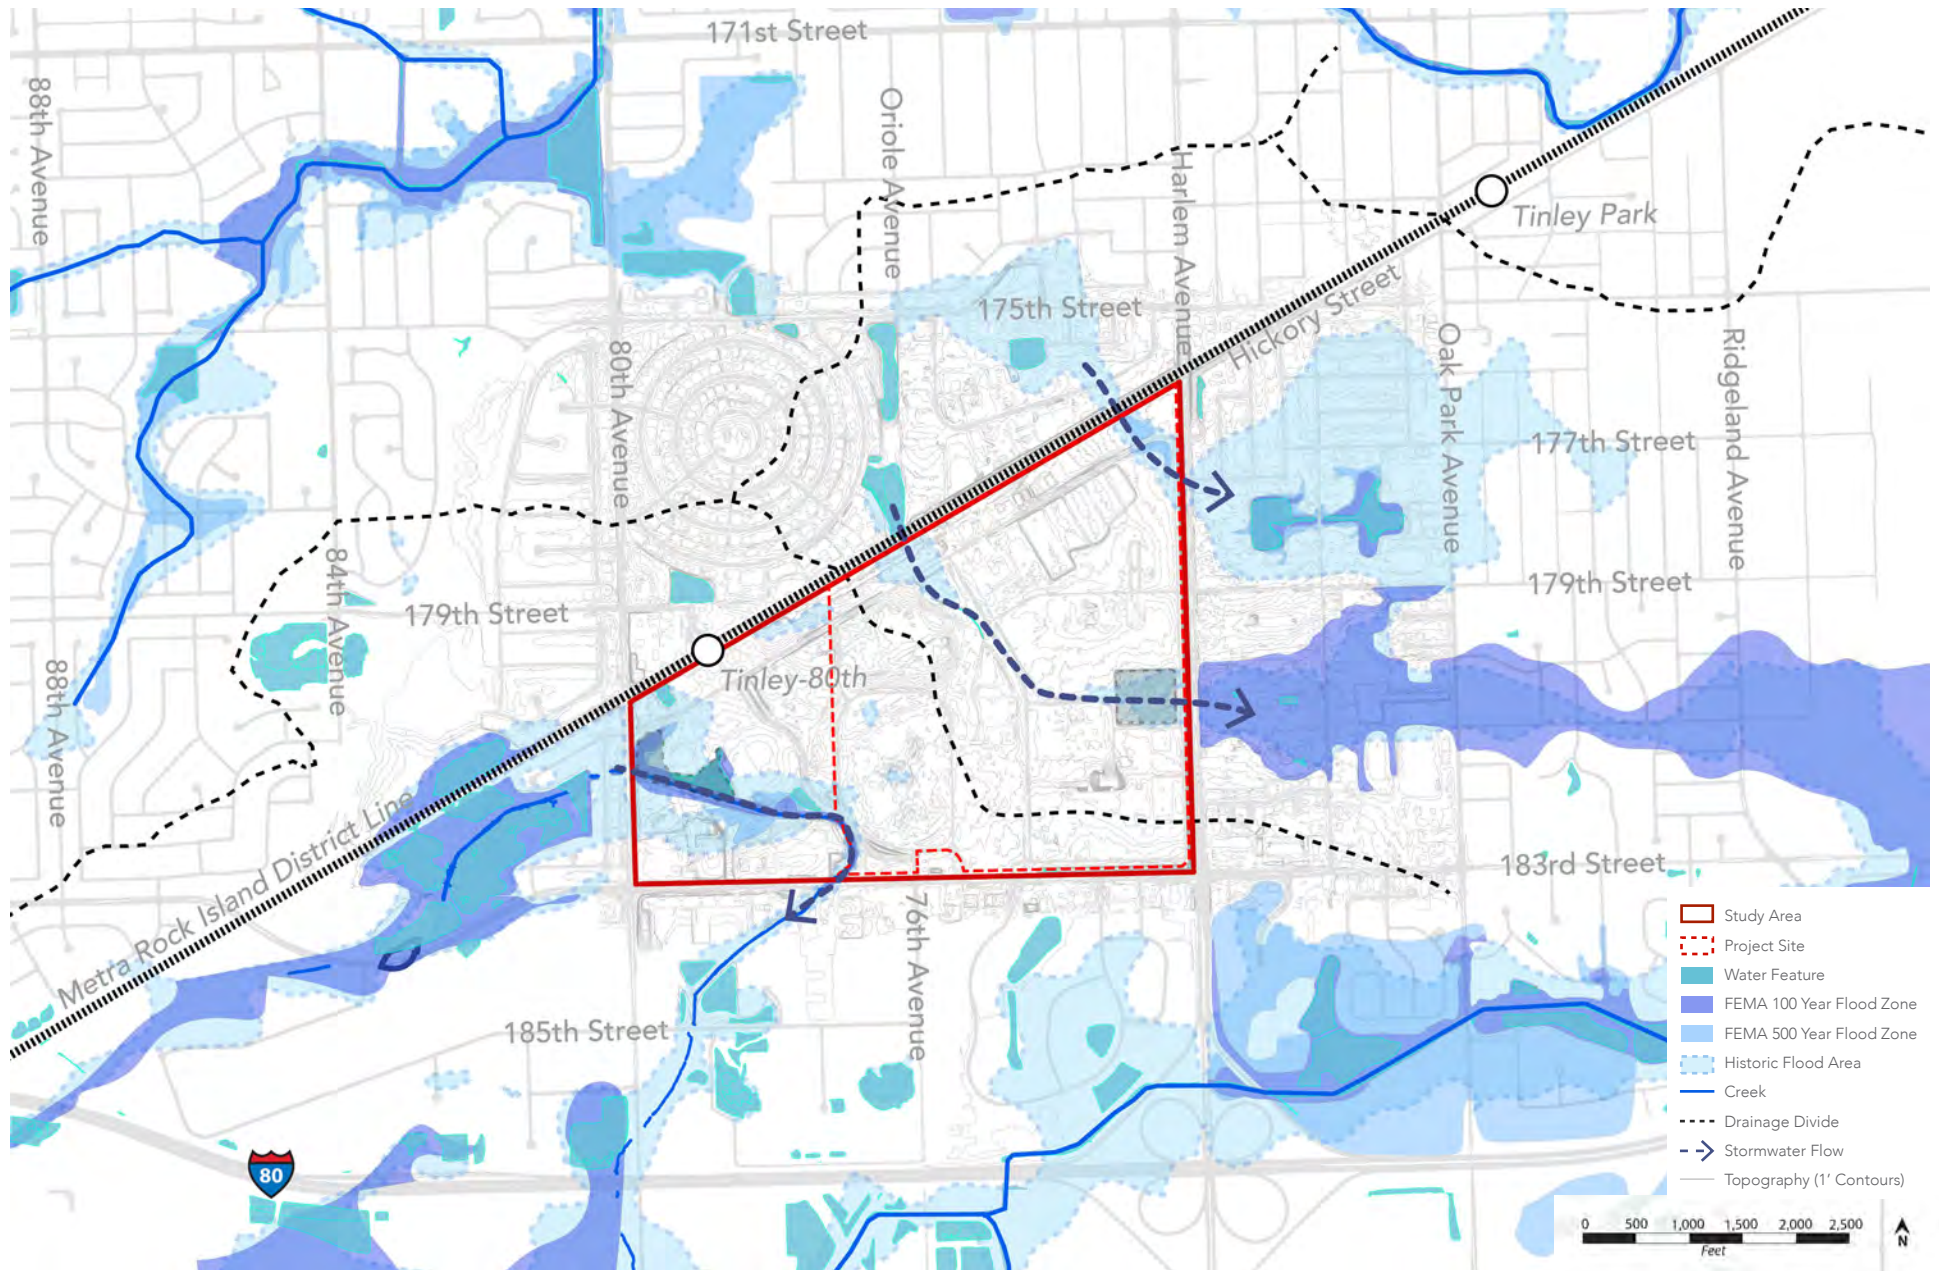 171st Street
88th Avenue
Oriole Avenue
Harlem Avenue
Tinley Park
175th Street
Hickory Street
80th Avenue
Oak Park Avenue
Ridgeland Avenue
177th Street
84th Avenue
179th Street
179th Street
Tinley-80th
88th Avenue
Metra Rock Island District Line
183rd Street
76th Avenue
185th Street
80
Study Area
Project Site
Water Feature
FEMA 100 Year Flood Zone
FEMA 500 Year Flood Zone
Historic Flood Area
Creek
Drainage Divide
Stormwater Flow
Topography (1' Contours)
0 500 1,000 1,500 2,000 2,500
Feet
N